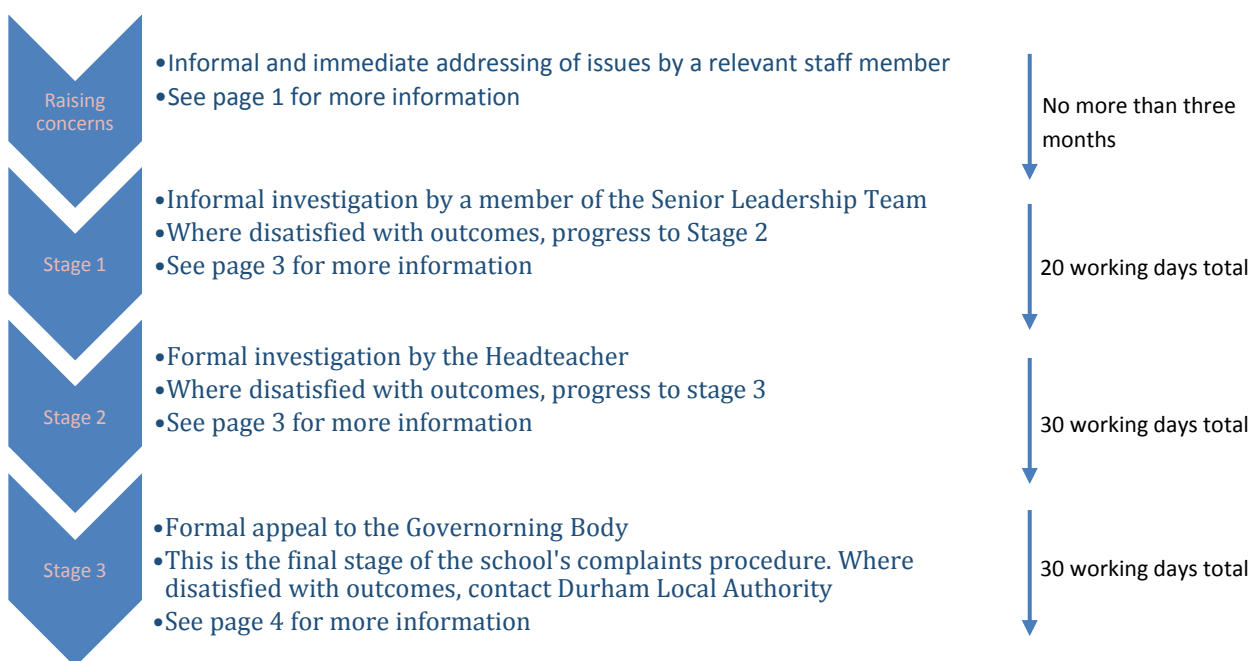 Raising
concerns
•Informal and immediate addressing of issues by a relevant staff member
•See page 1 for more information
No more than three
months
Stage 1
•Informal investigation by a member of the Senior Leadership Team
•Where disatisfied with outcomes, progress to Stage 2
•See page 3 for more information
20 working days total
Stage 2
•Formal investigation by the Headteacher
•Where disatisfied with outcomes, progress to stage 3
•See page 3 for more information
30 working days total
Stage 3
•Formal appeal to the Governorning Body
•This is the final stage of the school's complaints procedure. Where
disatisfied with outcomes, contact Durham Local Authority
•See page 4 for more information
30 working days total